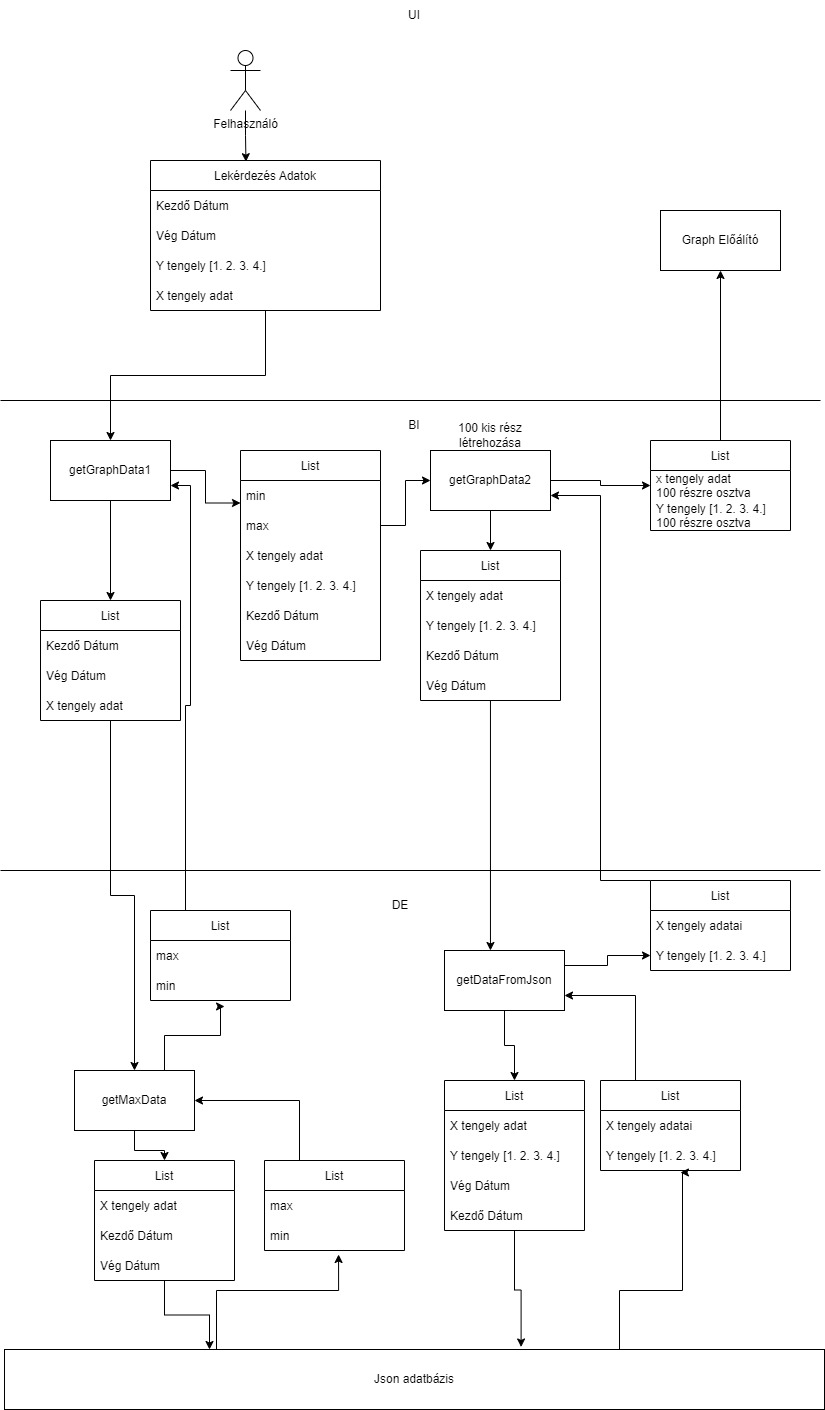 UI
Felhasználó
Lekérdezés Adatok
Kezdő Dátum
Vég Dátum
Y tengely [1. 2. 3. 4.]
X tengely adat
Graph Előálító
BI
getGraphData1
List
min
max
X tengely adat
Y tengely [1. 2. 3. 4.]
Kezdő Dátum
Vég Dátum
100 kis rész
létrehozása
getGraphData2
List
x tengely adat
100 részre osztva
Y tengely [1. 2. 3. 4.]
100 részre osztva
List
Kezdő Dátum
Vég Dátum
X tengely adat
List
X tengely adat
Y tengely [1. 2. 3. 4.]
Kezdő Dátum
Vég Dátum
DE
List
max
min
List
X tengely adatai
Y tengely [1. 2. 3. 4.]
getDataFromJson
getMaxData
List
X tengely adat
Kezdő Dátum
Vég Dátum
List
max
min
List
X tengely adat
Y tengely [1. 2. 3. 4.]
Vég Dátum
Kezdő Dátum
List
X tengely adatai
Y tengely [1. 2. 3. 4.]
Json adatbázis